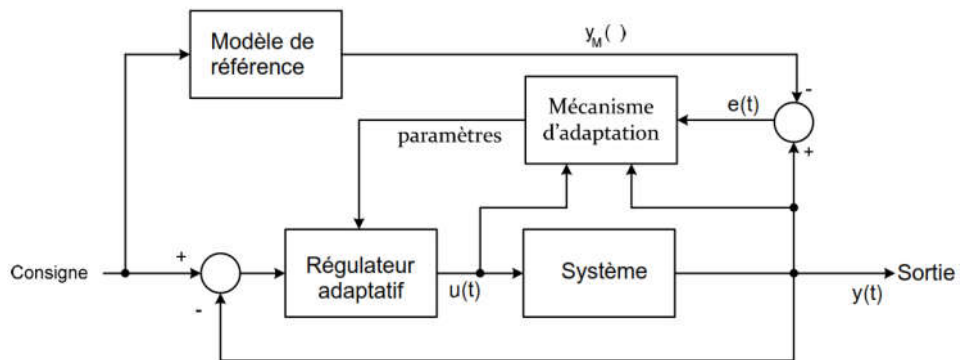 Modèle de
référence
y_M( )
-
Mécanisme
d'adaptation
e(t)
+
paramètres
Consigne
+
-
Régulateur
adaptatif
u(t)
Système
Sortie
y(t)